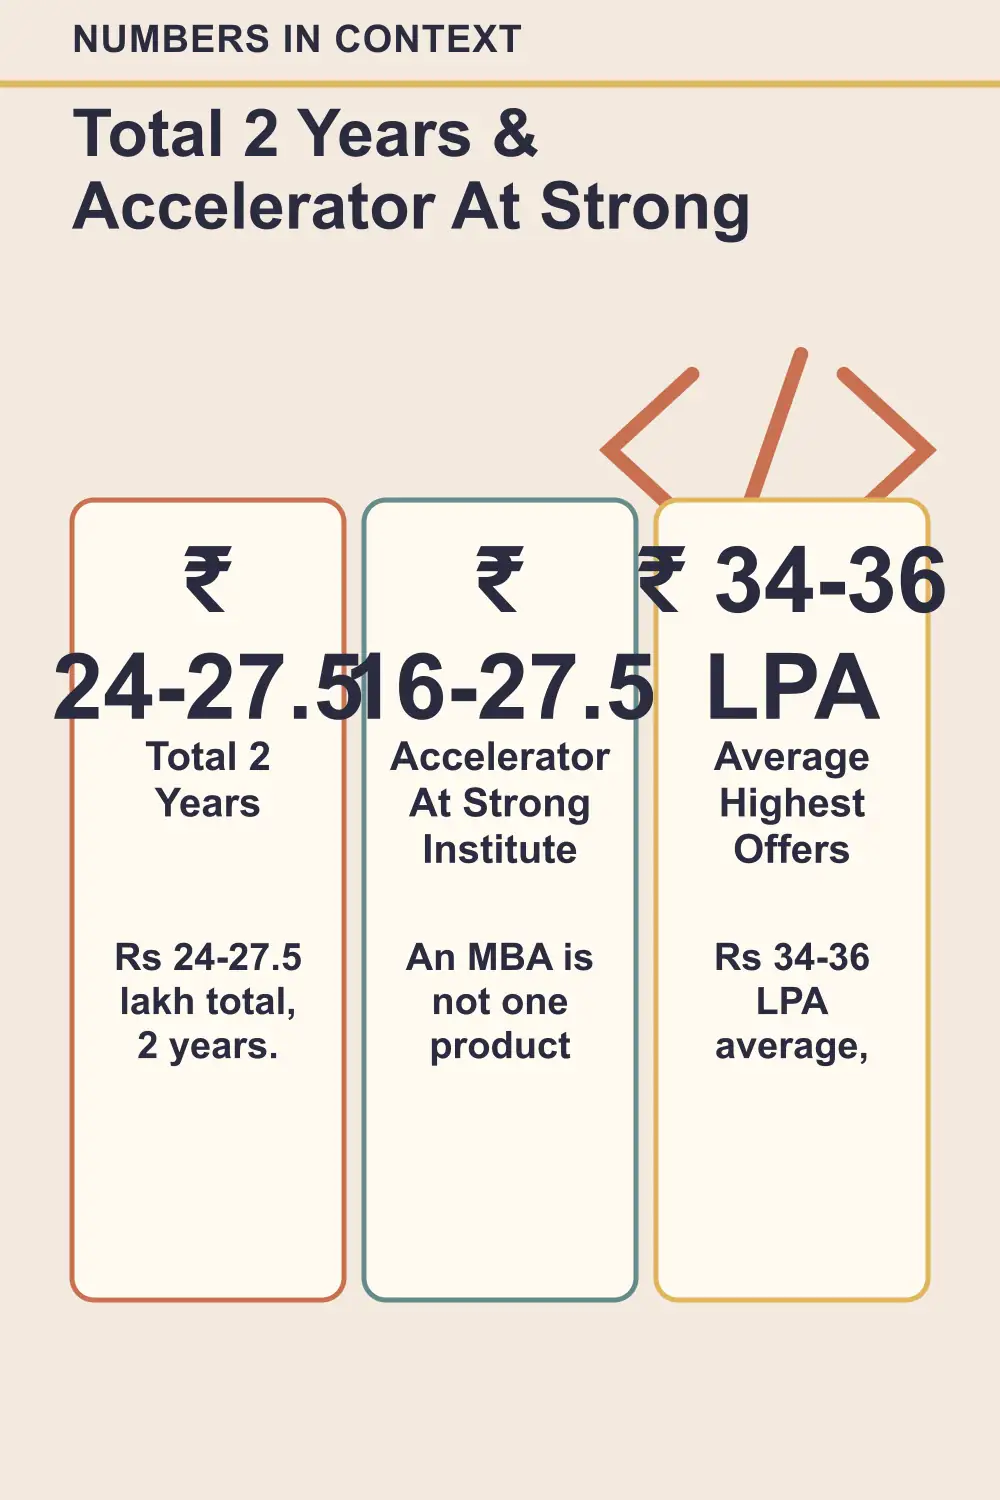 NUMBERS IN CONTEXT
Total 2 Years &
Accelerator At Strong
₹
24-27.5
Total 2
Years
Rs 24-27.5
lakh total,
2 years.
₹
16-27.5
Accelerator
At Strong
Institute
An MBA is
not one
product
₹ 34-36
LPA
Average
Highest
Offers
Rs 34-36
LPA
average,